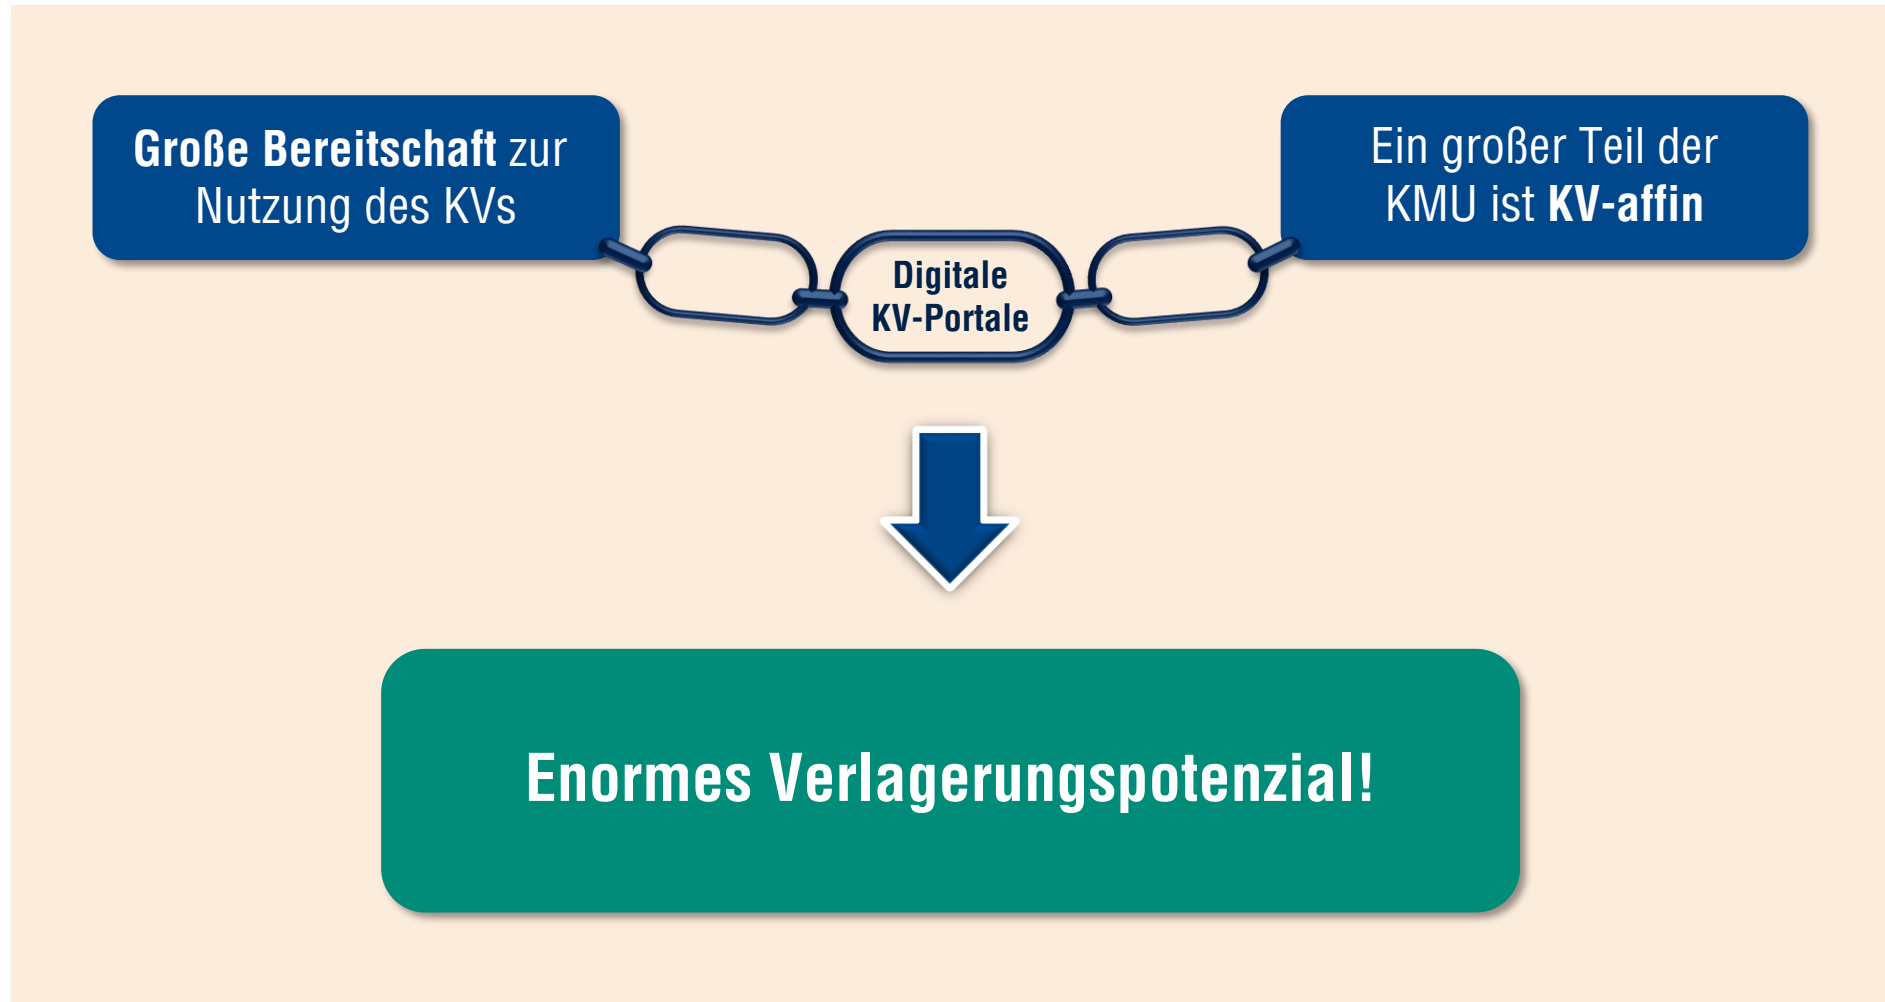 Große Bereitschaft zur
Nutzung des KVs
Ein großer Teil der
KMU ist KV-affin
Digitale
KV-Portale
Enormes Verlagerungspotenzial!